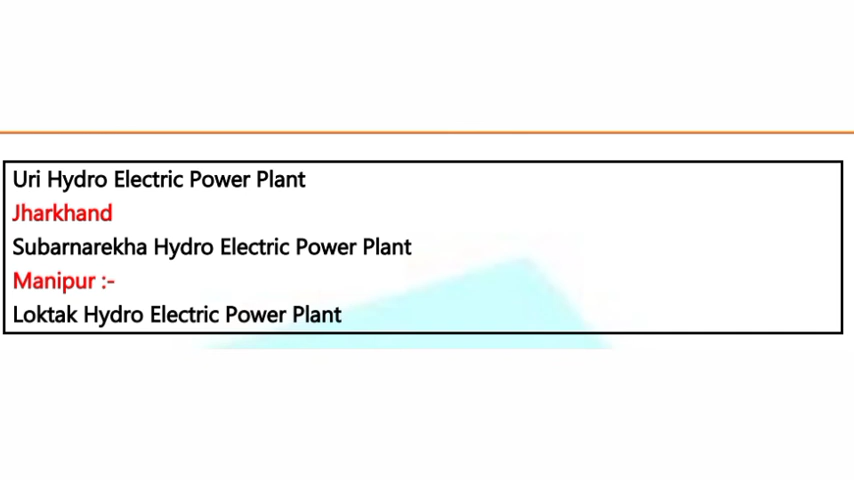 Uri Hydro Electric Power Plant
Jharkhand
Subarnarekha Hydro Electric Power Plant
Manipur :-
Loktak Hydro Electric Power Plant